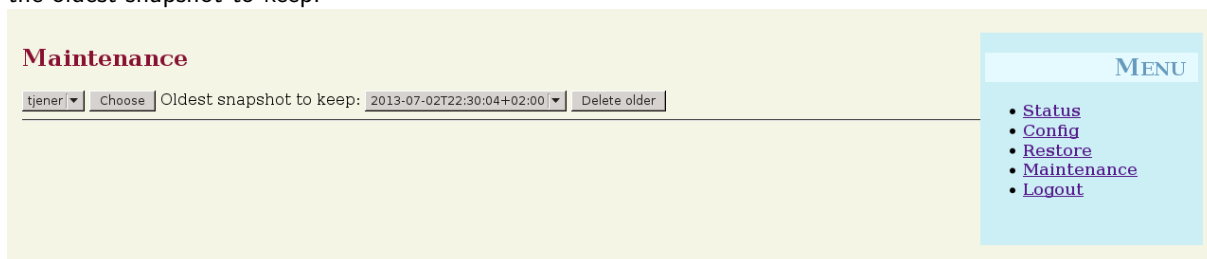 the oldest snapshot to keep.
Maintenance
tjener Choose Oldest snapshot to keep: 2013-07-02T22:30:04+02:00 Delete older
MENU
Status
Config
Restore
Maintenance
Logout